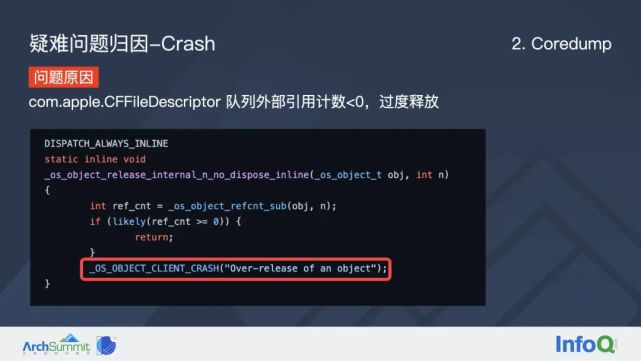 疑难问题归因-Crash
2. Coredump
问题原因
com.apple.CFFileDescriptor 队列外部引用计数<0，过度释放
DISPATCH_ALWAYS_INLINE
static inline void
_os_object_release_internal_n_no_dispose_inline(_os_object_t obj, int n)
{
int ref_cnt = _os_object_refcnt_sub(obj, n);
if (likely(ref_cnt >= 0)) {
return;
}
_OS_OBJECT_CLIENT_CRASH("Over-release of an object");
}
ArchSummit
InfoQ